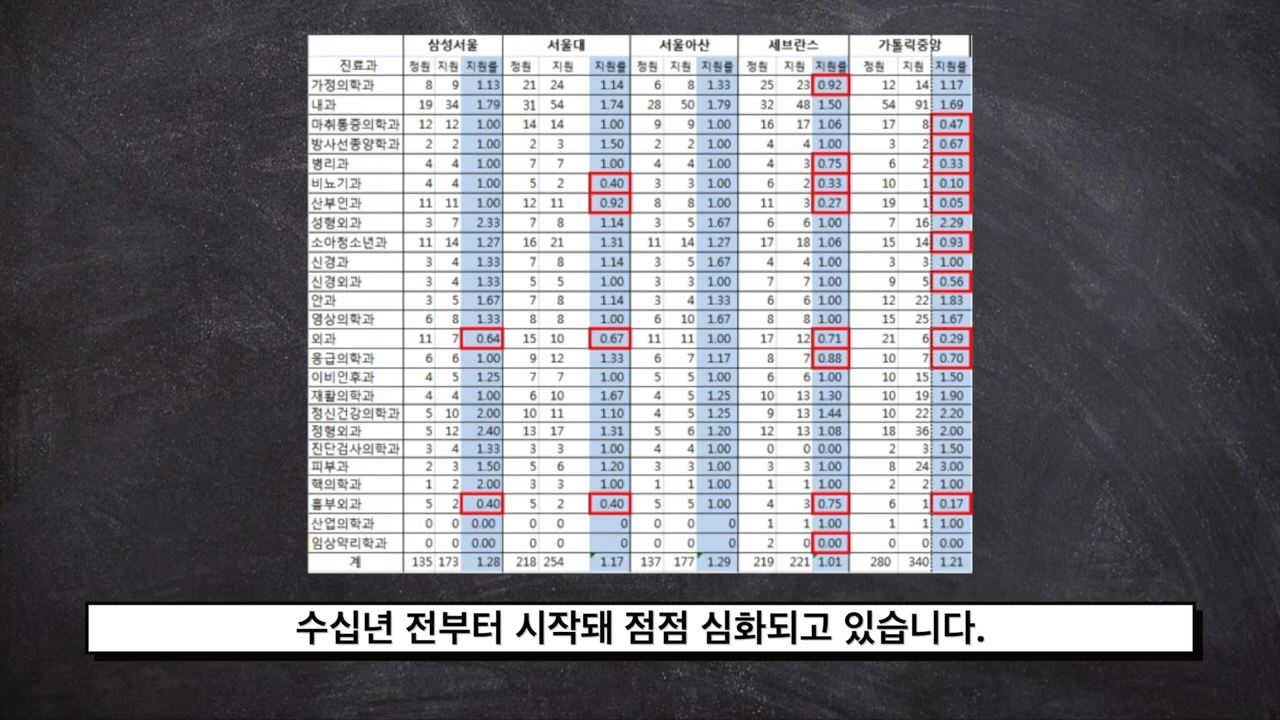 삼성서울 서울대 서울아산 세브란스 가톨릭중앙
진료과 정원 지원 지원률 정원 지원 지원률 정원 지원 지원률 정원 지원 지원률 정원 지원 지원률
가정의학과 8 9 1.13 21 24 1.14 6 8 1.33 25 23 0.92 12 14 1.17
내과 19 34 1.79 31 54 1.74 28 50 1.79 32 48 1.50 54 91 1.69
마취통증의학과 12 12 1.00 14 14 1.00 9 9 1.00 16 17 1.06 17 8 0.47
방사선종양학과 2 2 1.00 2 3 1.50 2 2 1.00 4 4 1.00 3 2 0.67
병리과 4 4 1.00 7 7 1.00 4 4 1.00 4 3 0.75 6 2 0.33
비뇨기과 4 4 1.00 5 2 0.40 3 3 1.00 6 2 0.33 10 1 0.10
산부인과 11 11 1.00 12 11 0.92 8 8 1.00 11 3 0.27 19 1 0.05
성형외과 3 7 2.33 7 8 1.14 3 5 1.67 6 6 1.00 7 16 2.29
소아청소년과 11 14 1.27 16 21 1.31 11 14 1.27 17 18 1.06 15 14 0.93
신경과 3 4 1.33 7 8 1.14 3 5 1.67 4 4 1.00 3 3 1.00
신경외과 3 4 1.33 5 5 1.00 3 3 1.00 7 7 1.00 9 5 0.56
안과 3 5 1.67 7 8 1.14 3 4 1.33 6 6 1.00 12 22 1.83
영상의학과 6 8 1.33 8 8 1.00 6 10 1.67 8 8 1.00 15 25 1.67
외과 11 7 0.64 15 10 0.67 11 11 1.00 17 12 0.71 21 6 0.29
응급의학과 6 6 1.00 9 12 1.33 6 7 1.17 8 7 0.88 10 7 0.70
이비인후과 4 5 1.25 7 7 1.00 5 5 1.00 6 6 1.00 10 15 1.50
재활의학과 4 4 1.00 6 10 1.67 4 5 1.25 10 13 1.30 10 19 1.90
정신건강의학과 5 10 2.00 10 11 1.10 4 5 1.25 9 13 1.44 10 22 2.20
정형외과 5 12 2.40 13 17 1.31 5 6 1.20 12 13 1.08 18 36 2.00
진단검사의학과 3 4 1.33 3 3 1.00 4 4 1.00 0 0 0.00 2 3 1.50
피부과 2 3 1.50 5 6 1.20 3 3 1.00 3 3 1.00 8 24 3.00
핵의학과 1 2 2.00 3 3 1.00 1 1 1.00 1 1 1.00 2 2 1.00
흉부외과 5 2 0.40 5 2 0.40 5 5 1.00 4 3 0.75 6 1 0.17
산업의학과 0 0 0.00 0 0 0 0 0 0 1 1 1.00 1 1 1.00
임상약리학과 0 0 0.00 0 0 0 0 0 0 2 0 0.00 0 0 0.00
계 135 173 1.28 218 254 1.17 137 177 1.29 219 221 1.01 280 340 1.21
수십년 전부터 시작돼 점점 심화되고 있습니다.